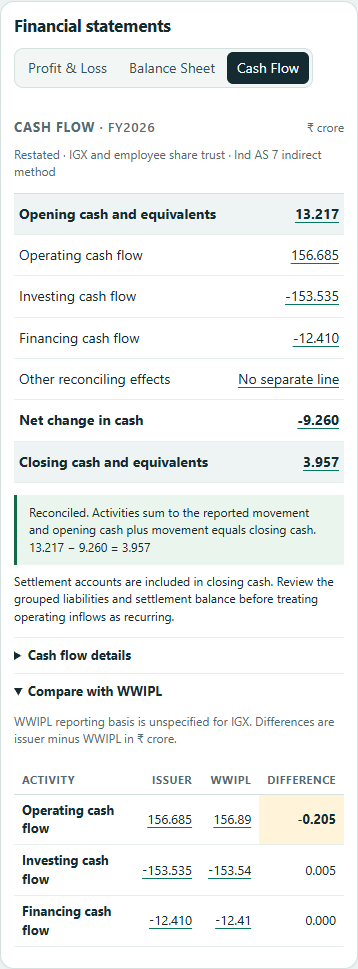 Financial statements
Profit & Loss Balance Sheet Cash Flow
CASH FLOW · FY2026 ₹ crore
Restated · IGX and employee share trust · Ind AS 7 indirect
method
Opening cash and equivalents 13.217
Operating cash flow 156.685
Investing cash flow -153.535
Financing cash flow -12.410
Other reconciling effects No separate line
Net change in cash -9.260
Closing cash and equivalents 3.957
Reconciled. Activities sum to the reported movement
and opening cash plus movement equals closing cash.
13.217 − 9.260 = 3.957
Settlement accounts are included in closing cash. Review the
grouped liabilities and settlement balance before treating
operating inflows as recurring.
Cash flow details
Compare with WWIPL
WWIPL reporting basis is unspecified for IGX. Differences are
issuer minus WWIPL in ₹ crore.
ACTIVITY ISSUER WWIPL DIFFERENCE
Operating cash
flow 156.685 156.89 -0.205
Investing cash
flow -153.535 -153.54 0.005
Financing cash
flow -12.410 -12.41 0.000